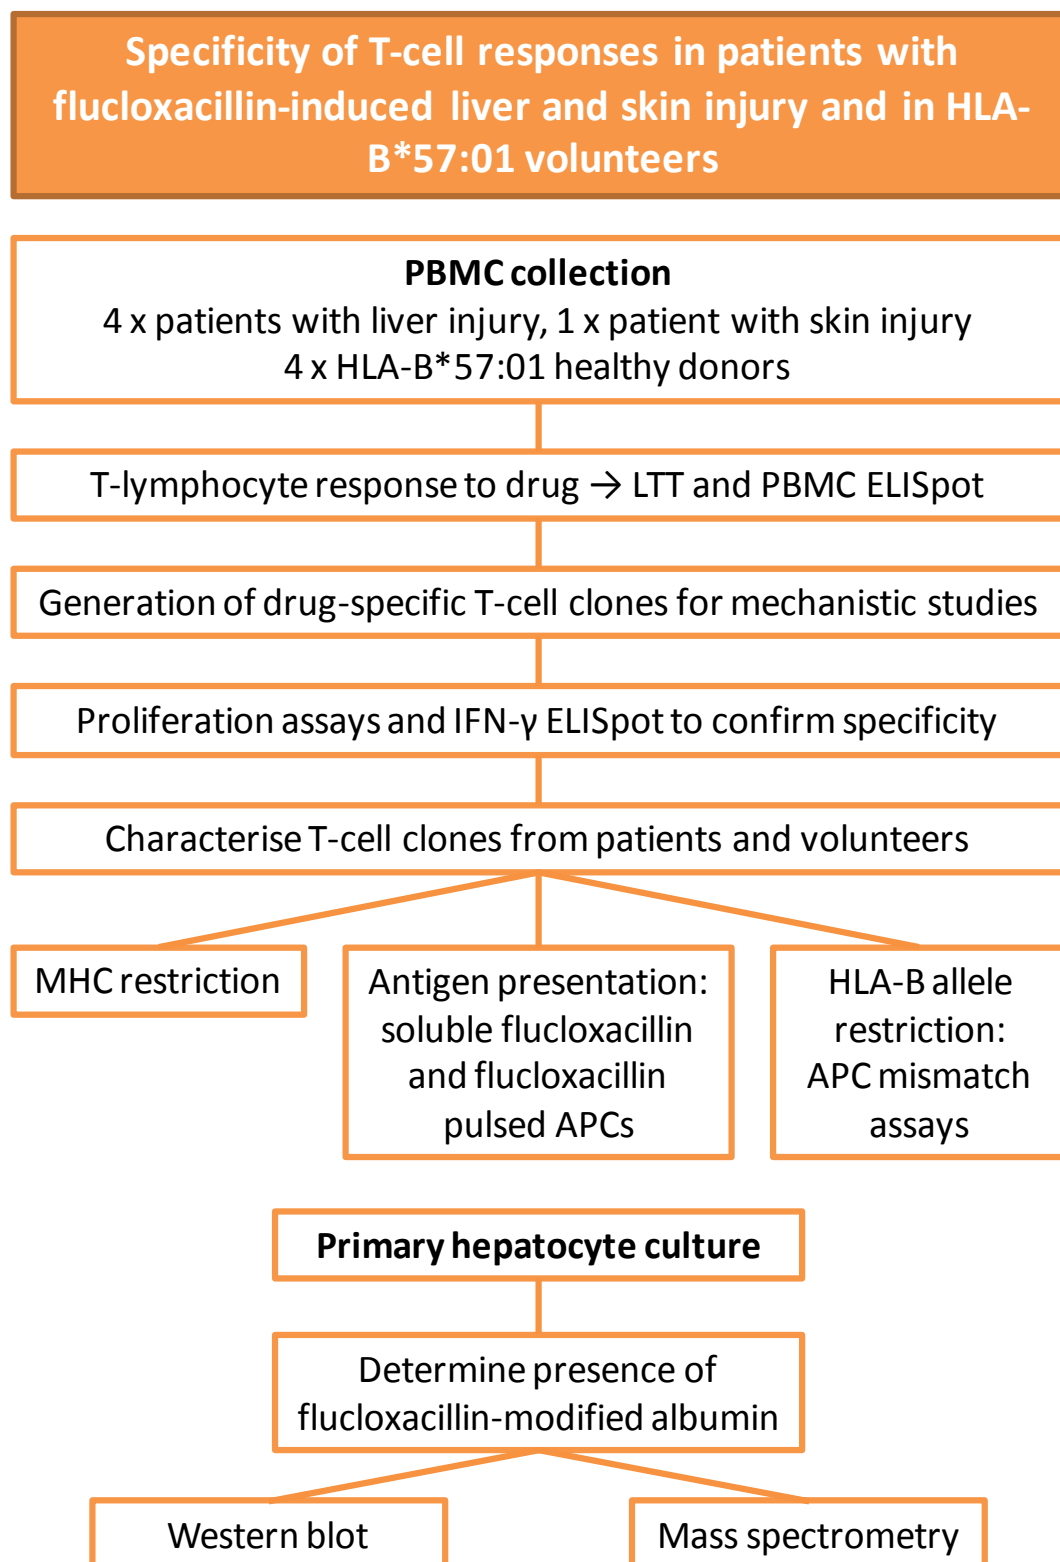 Specificity of T-cell responses in patients with
flucloxacillin-induced liver and skin injury and in HLA-
B*57:01 volunteers
PBMC collection
4 x patients with liver injury, 1 x patient with skin injury
4 x HLA-B*57:01 healthy donors
T-lymphocyte response to drug → LTT and PBMC ELISpot
Generation of drug-specific T-cell clones for mechanistic studies
Proliferation assays and IFN-γ ELISpot to confirm specificity
Characterise T-cell clones from patients and volunteers
MHC restriction
Antigen presentation:
soluble flucloxacillin
and flucloxacillin
pulsed APCs
HLA-B allele
restriction:
APC mismatch
assays
Primary hepatocyte culture
Determine presence of
flucloxacillin-modified albumin
Western blot
Mass spectrometry